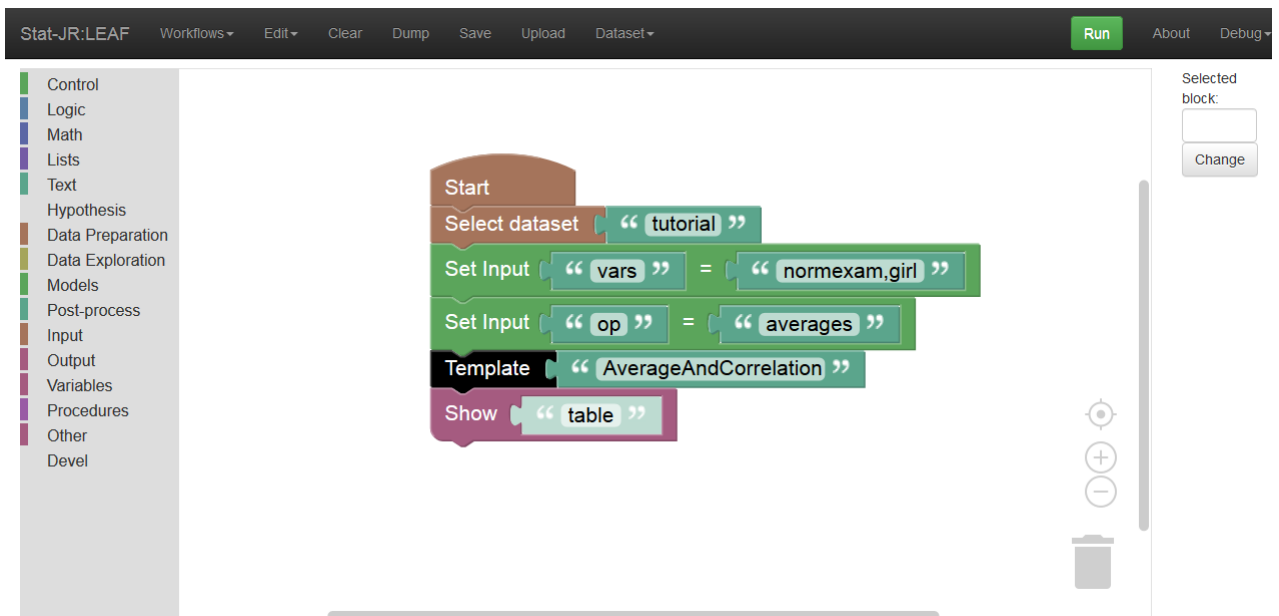 Stat-JR:LEAF Workflows Edit Clear Dump Save Upload Dataset Run About Debug
Control
Logic
Math
Lists
Text
Hypothesis
Data Preparation
Data Exploration
Models
Post-process
Input
Output
Variables
Procedures
Other
Devel
Start
Select dataset “ tutorial ”
Set Input “ vars ” = “ normexam,girl ”
Set Input “ op ” = “ averages ”
Template “ AverageAndCorrelation ”
Show “ table ”
Selected
block:
Change